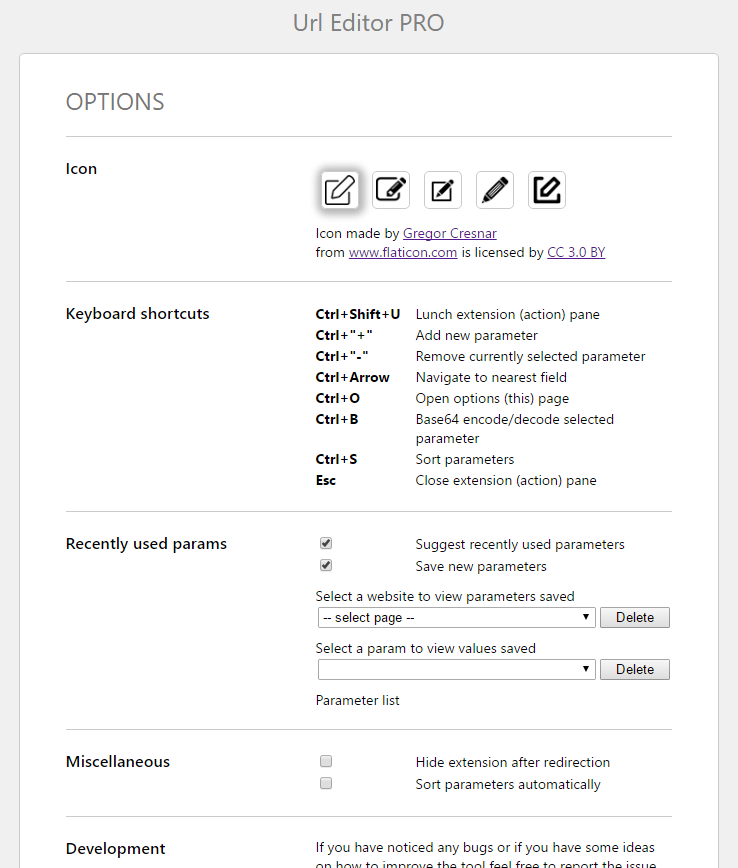 Url Editor PRO
OPTIONS
Icon
Icon made by Gregor Cresnar
from www.flaticon.com is licensed by CC 3.0 BY
Keyboard shortcuts
Ctrl+Shift+U Lunch extension (action) pane
Ctrl+"+" Add new parameter
Ctrl+"-" Remove currently selected parameter
Ctrl+Arrow Navigate to nearest field
Ctrl+O Open options (this) page
Ctrl+B Base64 encode/decode selected
parameter
Ctrl+S Sort parameters
Esc Close extension (action) pane
Recently used params
Suggest recently used parameters
Save new parameters
Select a website to view parameters saved
-- select page -- Delete
Select a param to view values saved
Delete
Parameter list
Miscellaneous
Hide extension after redirection
Sort parameters automatically
Development
If you have noticed any bugs or if you have some ideas
on how to improve the tool feel free to report the issue